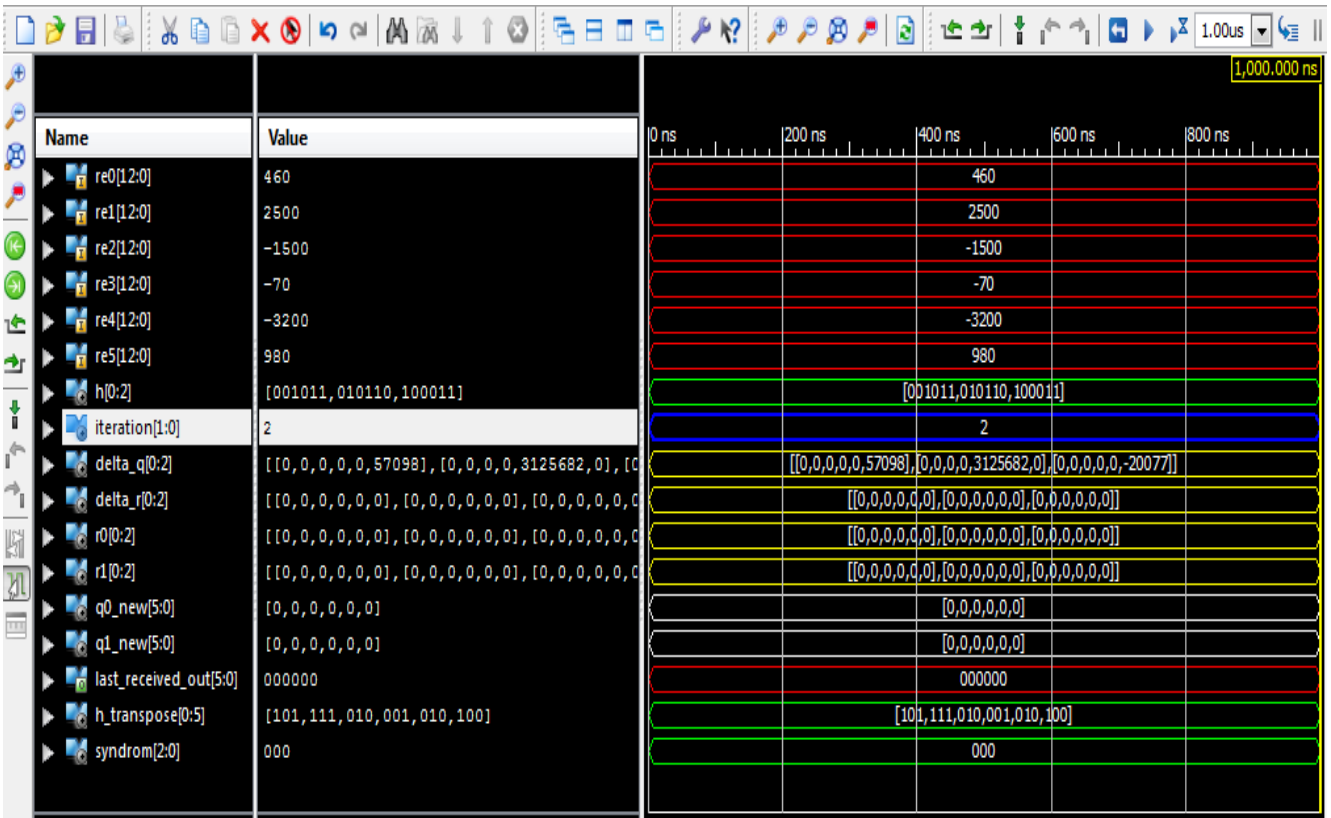 1.00us
1,000.000 ns
Name Value 0 ns 200 ns 400 ns 600 ns 800 ns
re0[12:0] 460 460
re1[12:0] 2500 2500
re2[12:0] -1500 -1500
re3[12:0] -70 -70
re4[12:0] -3200 -3200
re5[12:0] 980 980
h[0:2] [001011,010110,100011] [001011,010110,100011]
iteration[1:0] 2 2
delta_q[0:2] [[0,0,0,0,0,57098],[0,0,0,0,3125682,0],[0 [[0,0,0,0,0,57098],[0,0,0,0,3125682,0],[0,0,0,0,0,-20077]]
delta_r[0:2] [[0,0,0,0,0,0],[0,0,0,0,0,0],[0,0,0,0,0,0 [[0,0,0,0,0,0],[0,0,0,0,0,0],[0,0,0,0,0,0]]
r0[0:2] [[0,0,0,0,0,0],[0,0,0,0,0,0],[0,0,0,0,0,0 [[0,0,0,0,0,0],[0,0,0,0,0,0],[0,0,0,0,0,0]]
r1[0:2] [[0,0,0,0,0,0],[0,0,0,0,0,0],[0,0,0,0,0,0 [[0,0,0,0,0,0],[0,0,0,0,0,0],[0,0,0,0,0,0]]
q0_new[5:0] [0,0,0,0,0,0] [0,0,0,0,0,0]
q1_new[5:0] [0,0,0,0,0,0] [0,0,0,0,0,0]
last_received_out[5:0] 000000 000000
h_transpose[0:5] [101,111,010,001,010,100] [101,111,010,001,010,100]
syndrom[2:0] 000 000